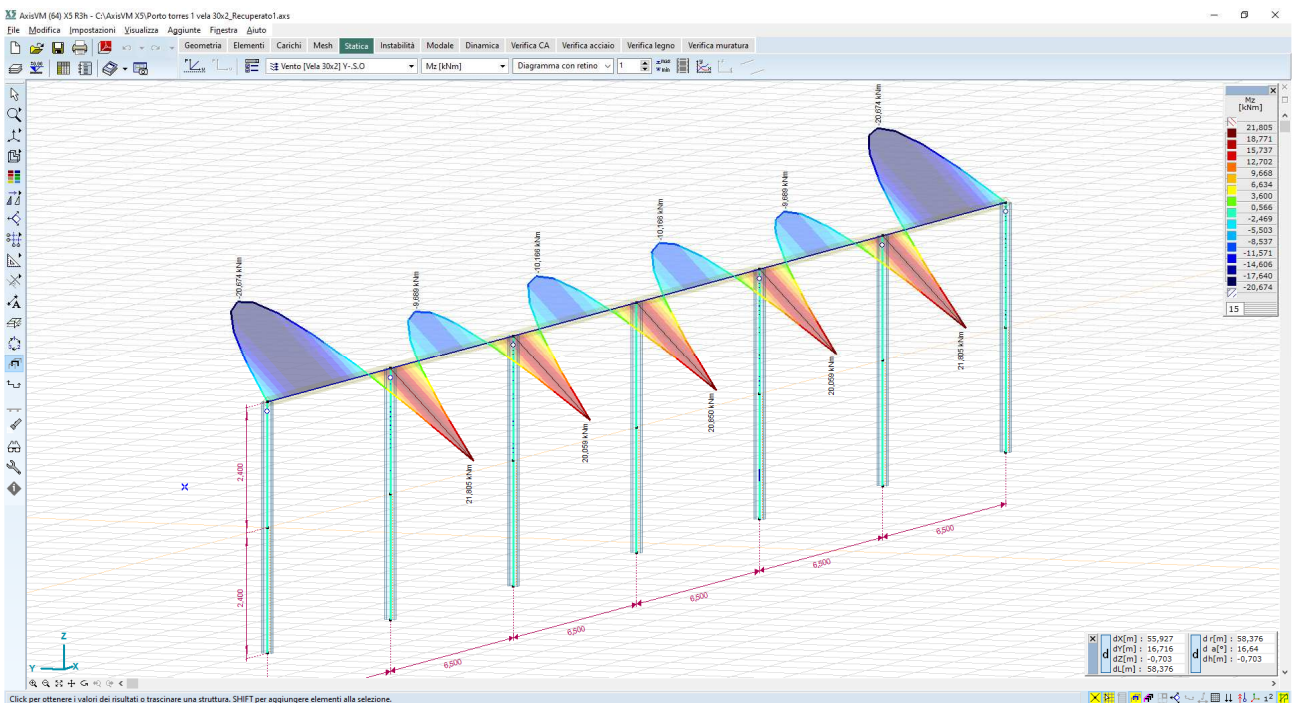 AxisVM (64) X5 R3h - C:\AxisVM X5\Porto torres 1 vela 30x2_Recuperato1.axs
File Modifica Impostazioni Visualizza Aggiunte Finestra Aiuto
Geometria Elementi Carichi Mesh Statica Instabilità Modale Dinamica Verifica CA Verifica acciaio Verifica legno Verifica muratura
Vento [Vela 30x2] Y-.S.O Mz [kNm] Diagramma con retino 1
Mz
[kNm]
21,805
18,771
15,737
12,702
9,668
6,634
3,600
0,566
-2,469
-5,503
-8,537
-11,571
-14,606
-17,640
-20,674
15
-20,674 kNm
-9,689 kNm
-10,166 kNm
-10,166 kNm
-9,689 kNm
-20,674 kNm
21,805 kNm
20,059 kNm
20,650 kNm
20,059 kNm
21,805 kNm
2,400
2,400
6,500
6,500
6,500
6,500
6,500
Z
Y X
d
dX[m] : 55,927
dY[m] : 16,716
dZ[m] : -0,703
dL[m] : 58,376
d
d r[m] : 58,376
d a[°] : 16,64
dh[m] : -0,703
Click per ottenere i valori dei risultati o trascinare una struttura. SHIFT per aggiungere elementi alla selezione.